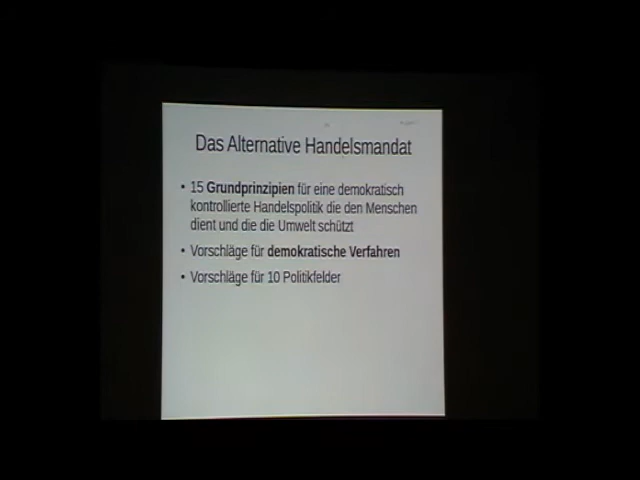 Das Alternative Handelsmandat
• 15 Grundprinzipien für eine demokratisch
kontrollierte Handelspolitik die den Menschen
dient und die die Umwelt schützt
• Vorschläge für demokratische Verfahren
• Vorschläge für 10 Politikfelder